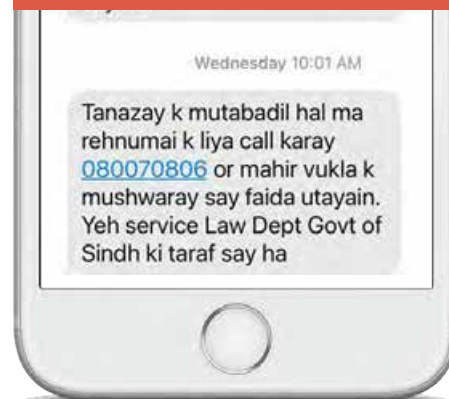 Wednesday 10:01 AM
Tanazay k mutabadil hal ma
rehnumai k liya call karay
080070806 or mahir vukla k
mushwaray say faida utayain.
Yeh service Law Dept Govt of
Sindh ki taraf say ha